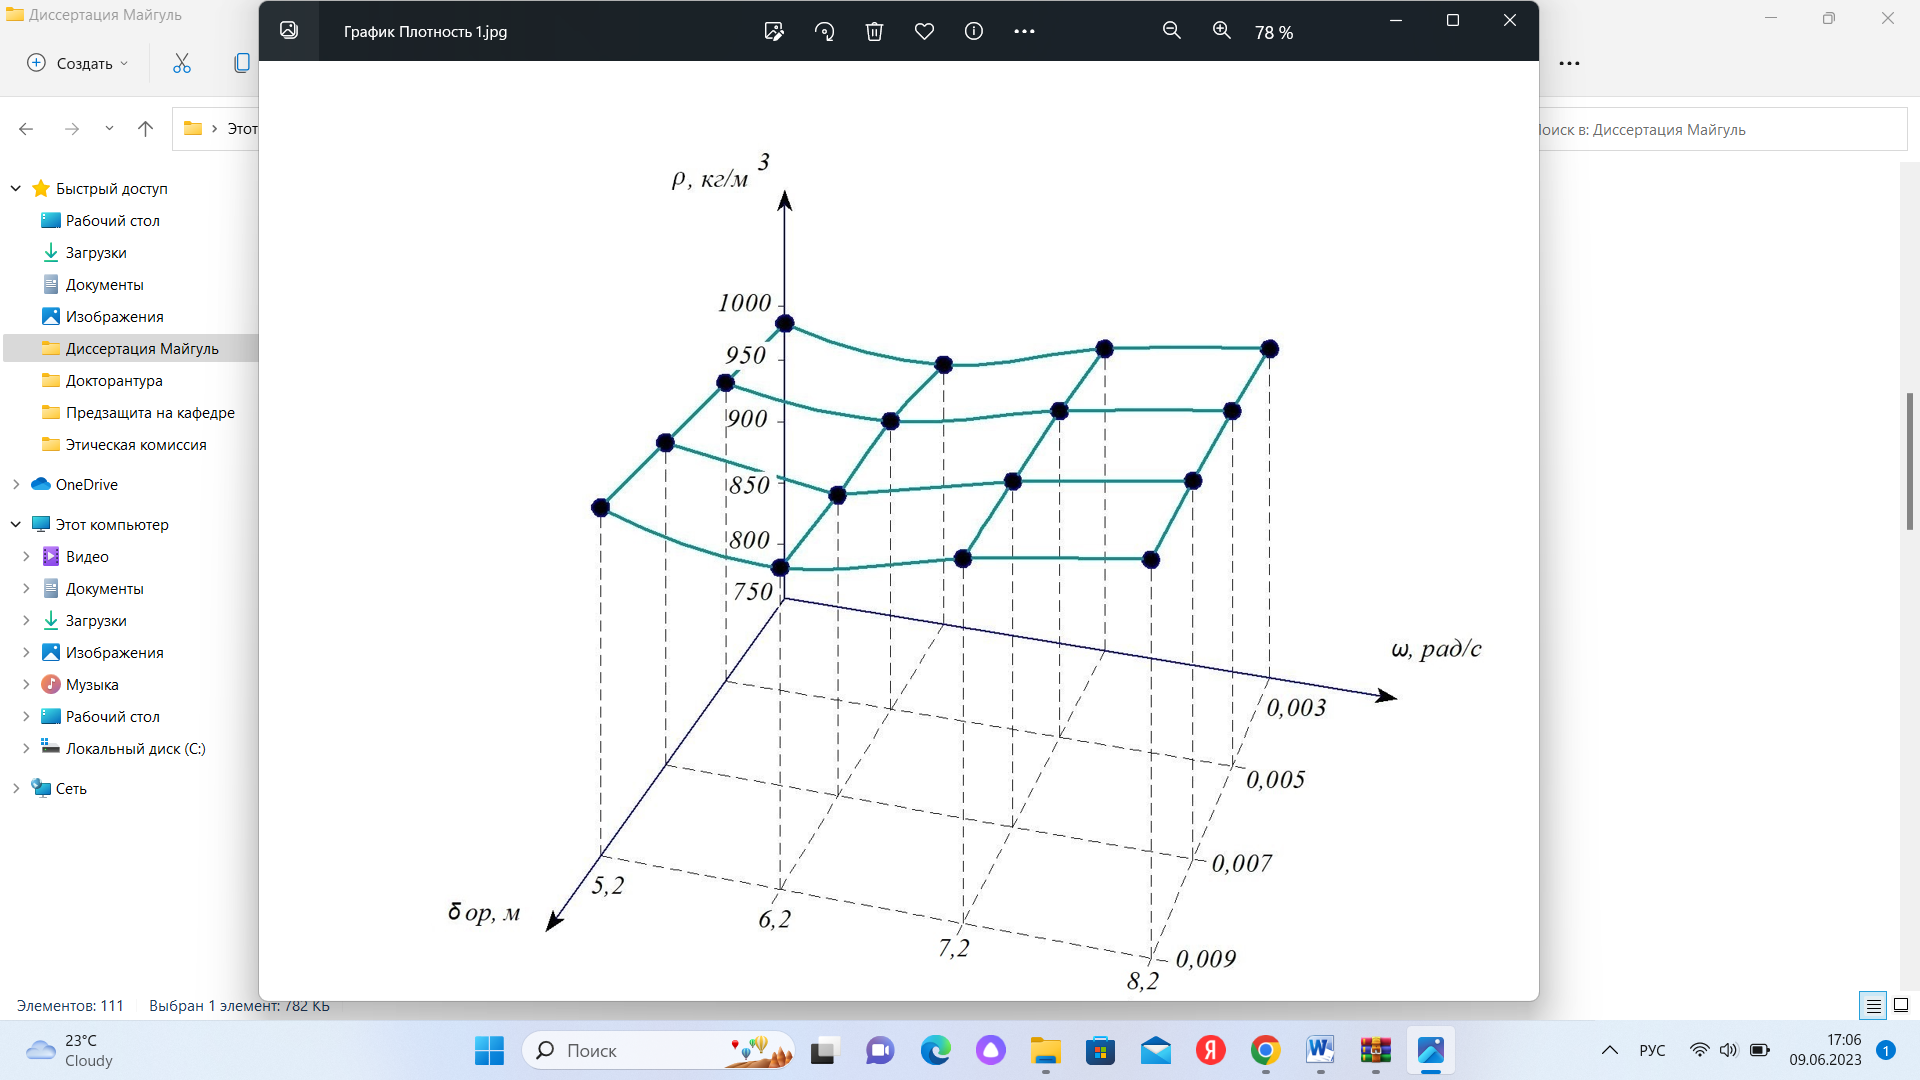 Диссертация Майгуль
График Плотность 1.jpg
78 %
Создать
Этот
Поиск в: Диссертация Майгуль
Быстрый доступ
Рабочий стол
Загрузки
Документы
Изображения
Диссертация Майгуль
Докторантура
Предзащита на кафедре
Этическая комиссия
OneDrive
Этот компьютер
Видео
Документы
Загрузки
Изображения
Музыка
Рабочий стол
Локальный диск (C:)
Сеть
ρ, кг/м 3
1000
950
900
850
800
750
ω, рад/с
0,003
0,005
0,007
0,009
δ ор, м
5,2
6,2
7,2
8,2
Элементов: 111 Выбран 1 элемент: 782 КБ
23°C
Cloudy
Поиск
РУС
17:06
09.06.2023
1